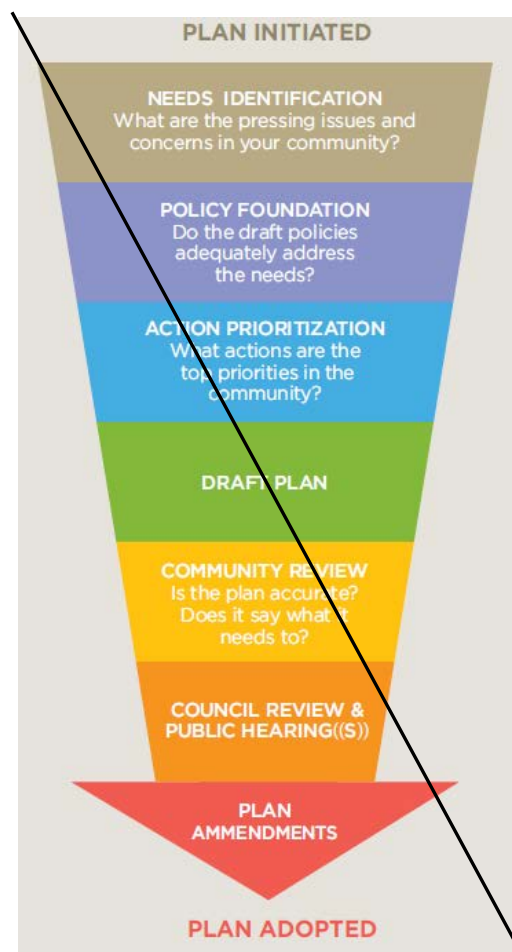 PLAN INITIATED
NEEDS IDENTIFICATION
What are the pressing issues and
concerns in your community?
POLICY FOUNDATION
Do the draft policies
adequately address
the needs?
ACTION PRIORITIZATION
What actions are the
top priorities in the
community?
DRAFT PLAN
COMMUNITY REVIEW
Is the plan accurate?
Does it say what it
needs to?
COUNCIL REVIEW &
PUBLIC HEARING((S))
PLAN
AMMENDMENTS
PLAN ADOPTED